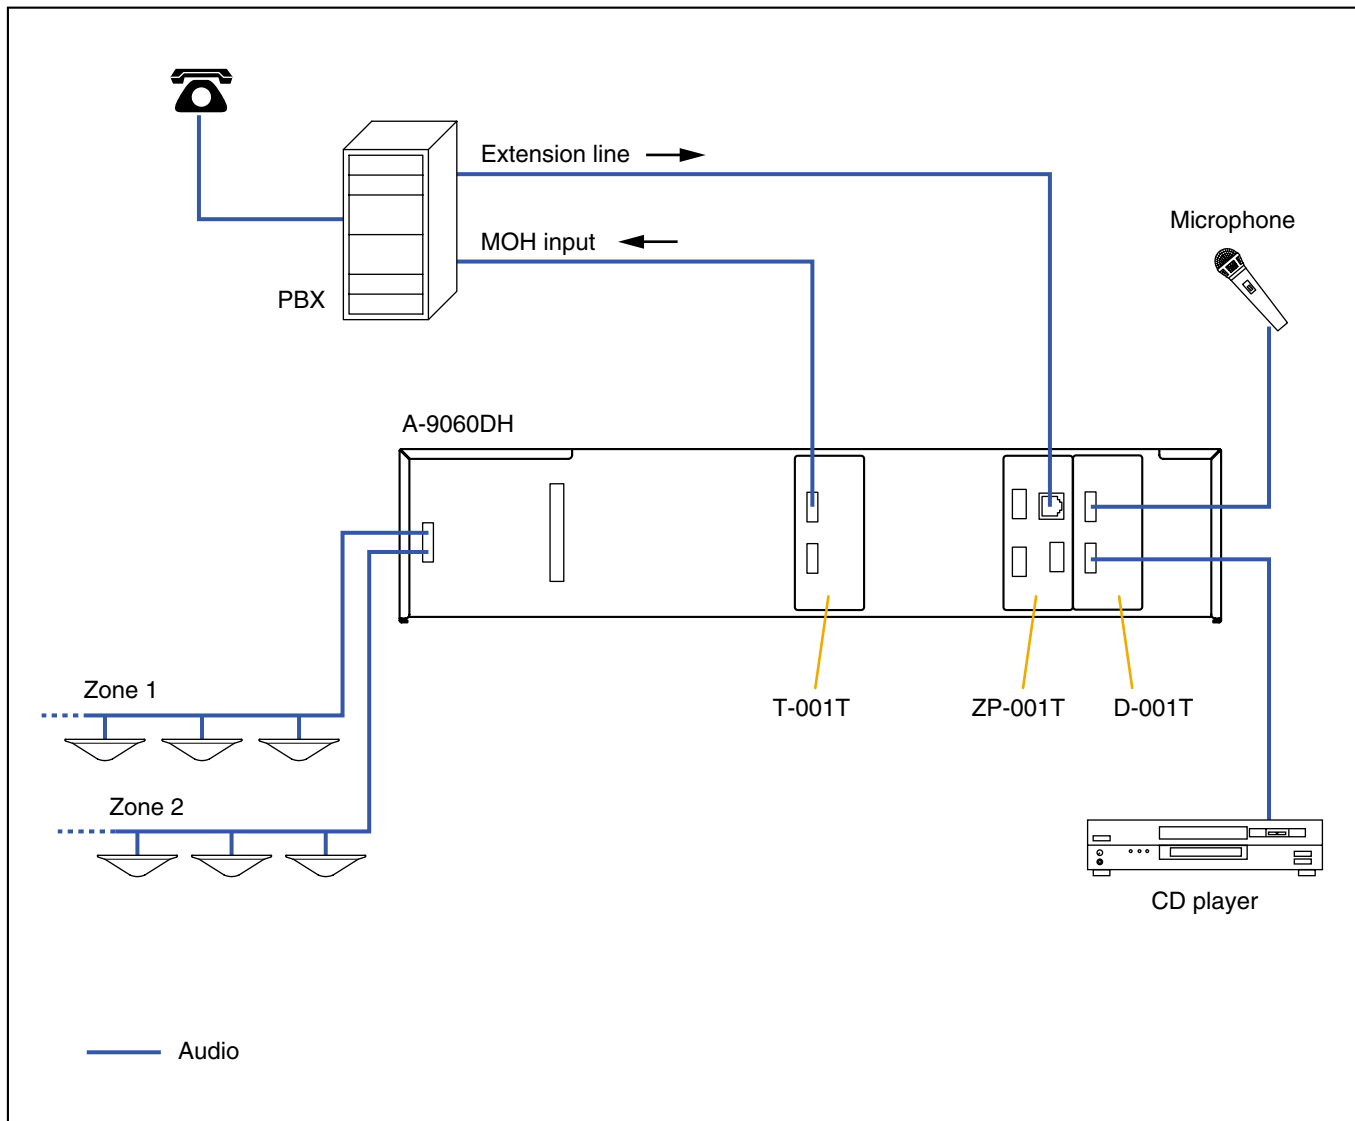 Extension line
Microphone
MOH input
PBX
A-9060DH
Zone 1
T-001T
ZP-001T
D-001T
Zone 2
CD player
Audio